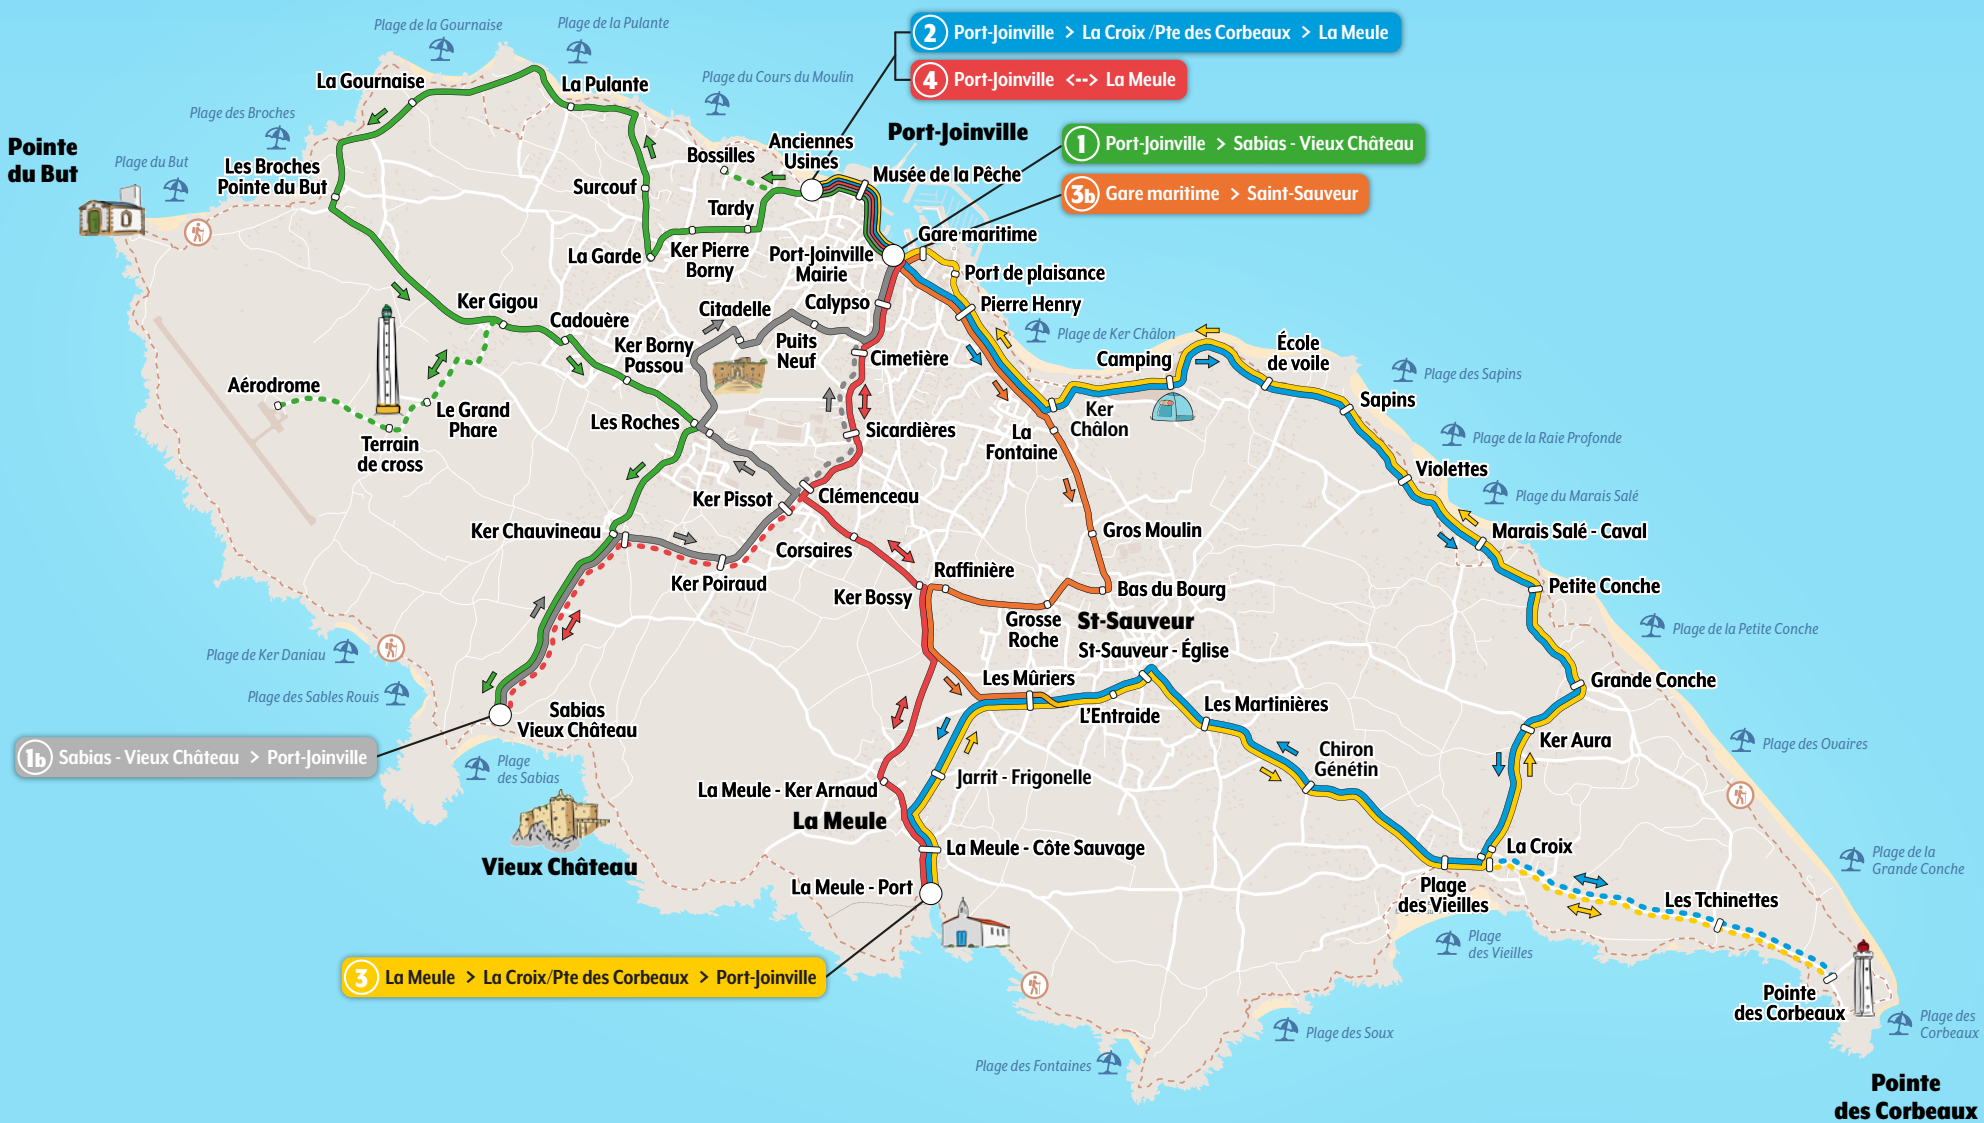 Plage de la Gournaise
Plage de la Pulante
2 Port-Joinville > La Croix /Pte des Corbeaux > La Meule
4 Port-Joinville <--> La Meule
La Gournaise
La Pulante
Plage du Cours du Moulin
Plage des Broches
Port-Joinville
1 Port-Joinville > Sabias - Vieux Château
Pointe
du But
Plage du But
Les Broches
Pointe du But
Bossilles
Anciennes
Usines
Musée de la Pêche
3b Gare maritime > Saint-Sauveur
Surcouf
Tardy
La Garde
Ker Pierre
Borny
Port-Joinville
Mairie
Gare maritime
Port de plaisance
Ker Gigou
Cadouère
Citadelle
Calypso
Pierre Henry
Plage de Ker Châlon
Ker Borny
Passou
Puits
Neuf
Cimetière
Camping
École
de voile
Plage des Sapins
Aérodrome
Le Grand
Phare
Terrain
de cross
Les Roches
Sicardières
La
Fontaine
Ker
Châlon
Sapins
Plage de la Raie Profonde
Violettes
Plage du Marais Salé
Ker Pissot
Clémenceau
Ker Chauvineau
Corsaires
Gros Moulin
Marais Salé - Caval
Ker Poiraud
Raffinière
Ker Bossy
Bas du Bourg
Petite Conche
Grosse
Roche
St-Sauveur
St-Sauveur - Église
Plage de la Petite Conche
Plage de Ker Daniau
Plage des Sables Rouis
Les Mûriers
L'Entraide
Les Martinières
Grande Conche
Sabias
Vieux Château
1b Sabias - Vieux Château > Port-Joinville
Plage
des Sabias
Chiron
Génétin
Ker Aura
Plage des Ovaires
Jarrit - Frigonelle
La Meule - Ker Arnaud
La Meule
Vieux Château
La Meule - Côte Sauvage
La Croix
Plage de la
Grande Conche
La Meule - Port
Plage
des Vieilles
Les Tchinettes
Plage
des Vieilles
3 La Meule > La Croix/Pte des Corbeaux > Port-Joinville
Pointe
des Corbeaux
Plage des
Corbeaux
Plage des Soux
Plage des Fontaines
Pointe
des Corbeaux